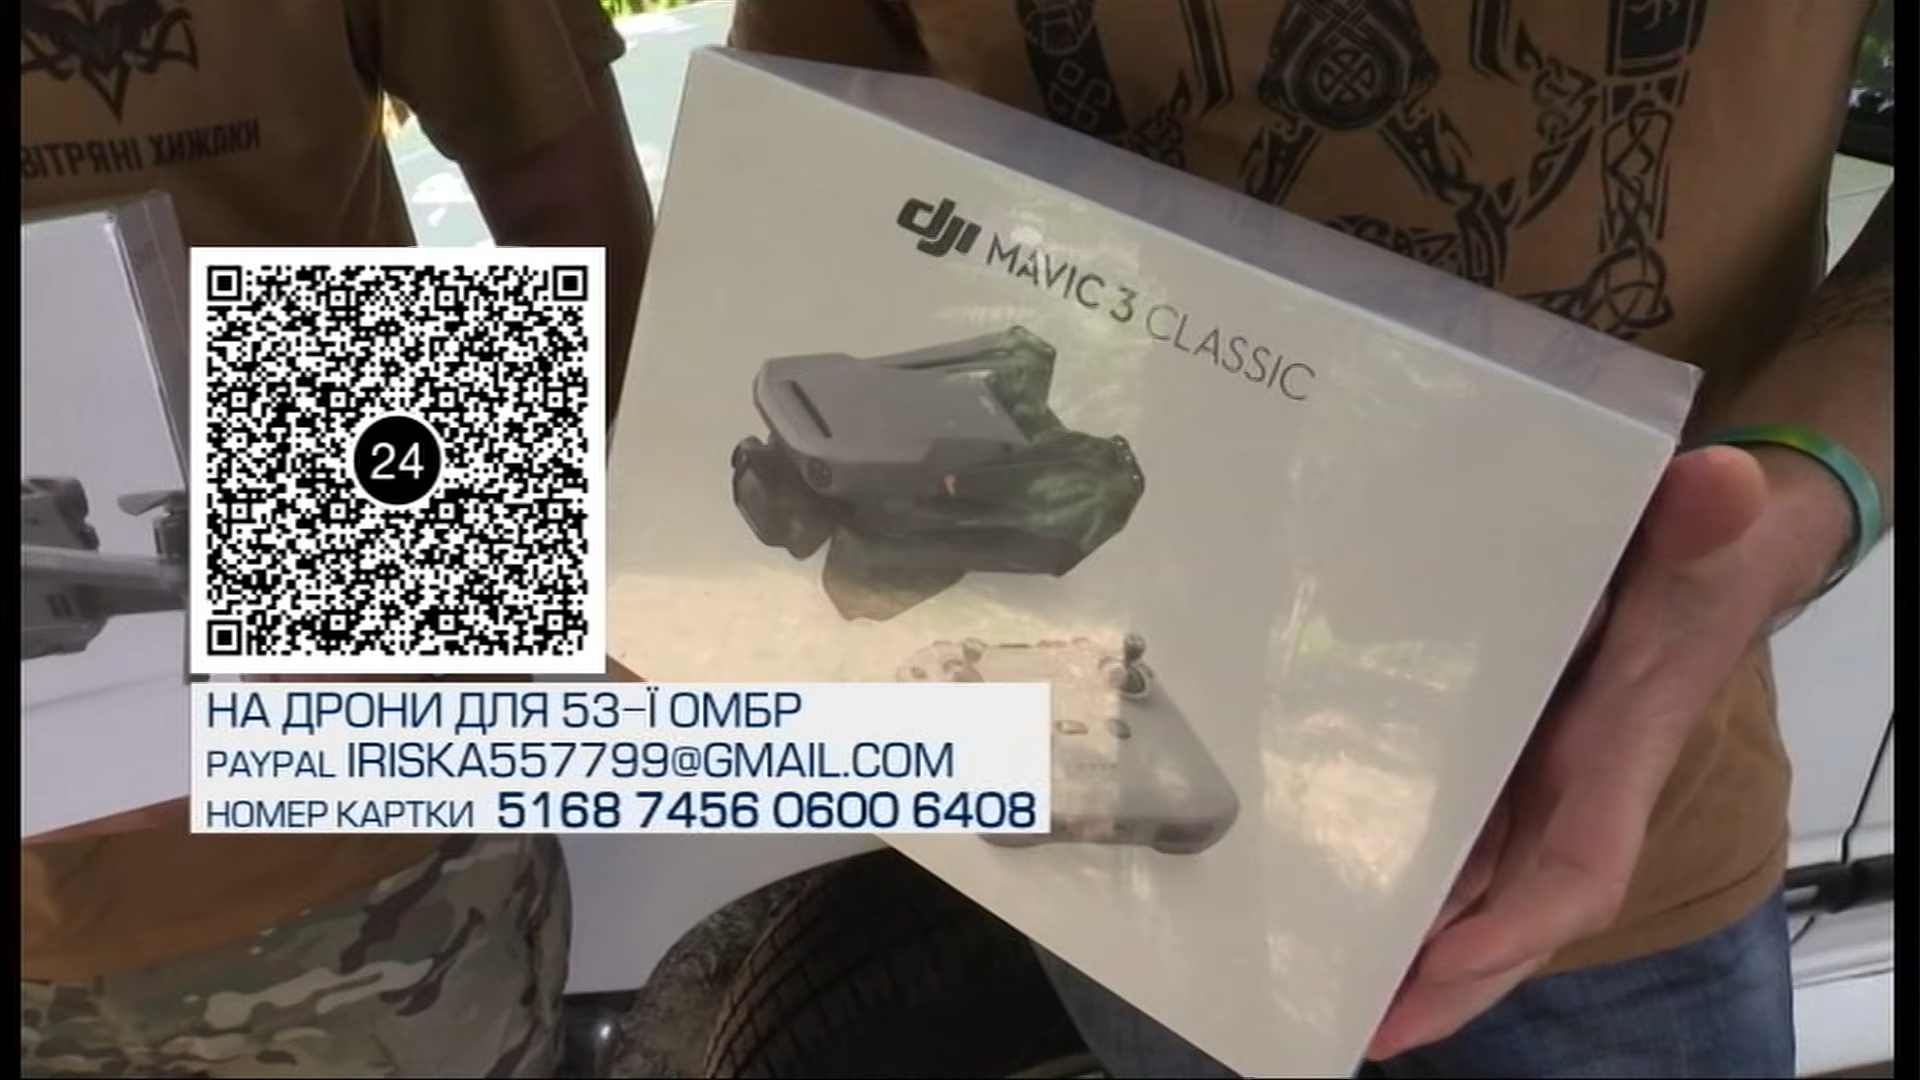 ВІТРЯНІ ХИЖАКИ
dji MAVIC 3 CLASSIC
24
НА ДРОНИ ДЛЯ 53-Ї ОМБР
PAYPAL IRISKA557799@GMAIL.COM
НОМЕР КАРТКИ 5168 7456 0600 6408